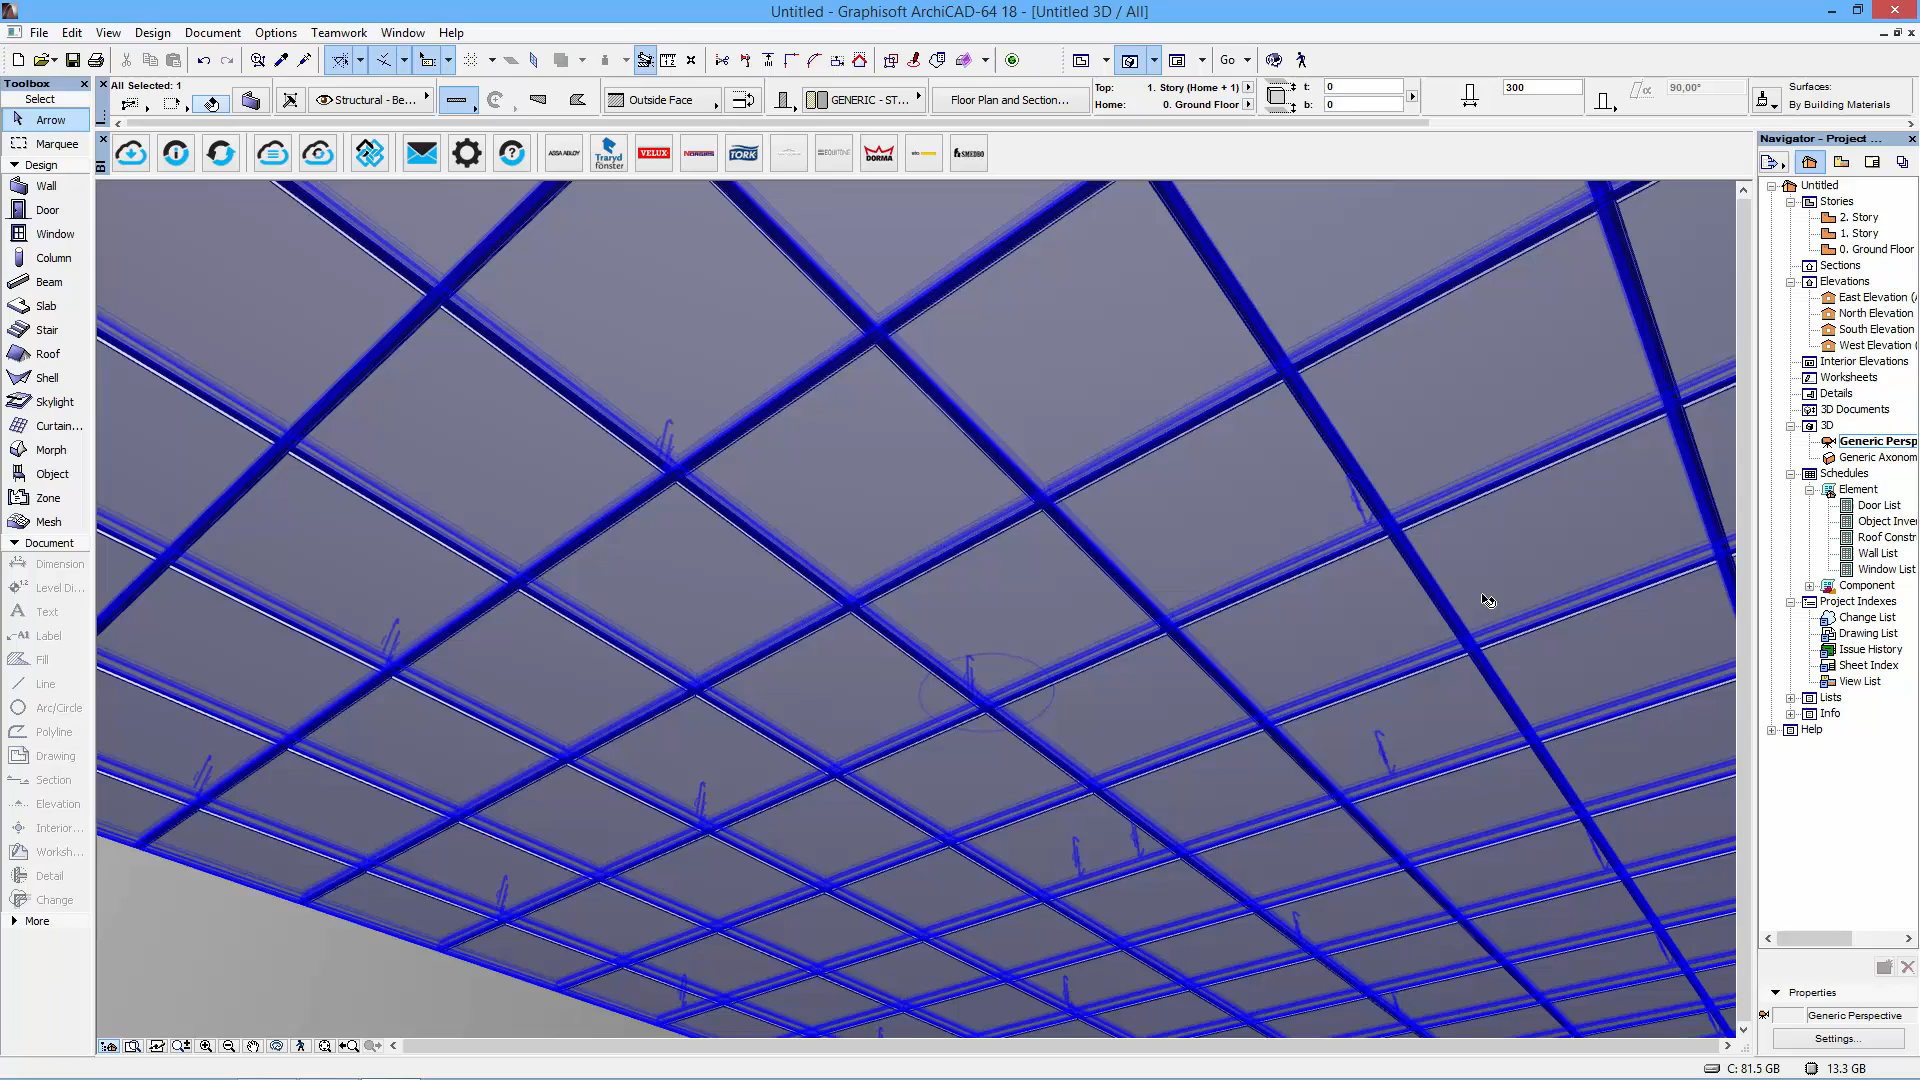 Untitled - Graphisoft ArchiCAD-64 18 - [Untitled 3D / All]
File Edit View Design Document Options Teamwork Window Help
Go
Toolbox
Select
Arrow
Marquee
Design
Wall
Door
Window
Column
Beam
Slab
Stair
Roof
Shell
Skylight
Curtain...
Morph
Object
Zone
Mesh
Document
Dimension
Level Di...
Text
Label
Fill
Line
Arc/Circle
Polyline
Drawing
Section
Elevation
Interior...
Worksh...
Detail
Change
More
All Selected: 1
Structural - Be...
Outside Face
GENERIC - ST...
Floor Plan and Section...
Top: 1. Story (Home + 1)
Home: 0. Ground Floor
t: 0
b: 0
300
90,00°
Surfaces:
By Building Materials
ASSA ABLOY
Traryd
fönster
VELUX
TORK
EQUITONE
DORMA
SMEDBO
Navigator - Project ...
Untitled
Stories
2. Story
1. Story
0. Ground Floor
Sections
Elevations
East Elevation (
North Elevation
South Elevation
West Elevation (
Interior Elevations
Worksheets
Details
3D Documents
3D
Generic Persp
Generic Axonom
Schedules
Element
Door List
Object Inve
Roof Constr
Wall List
Window List
Component
Project Indexes
Change List
Drawing List
Issue History
Sheet Index
View List
Lists
Info
Help
Properties
Generic Perspective
Settings...
C: 81.5 GB
13.3 GB